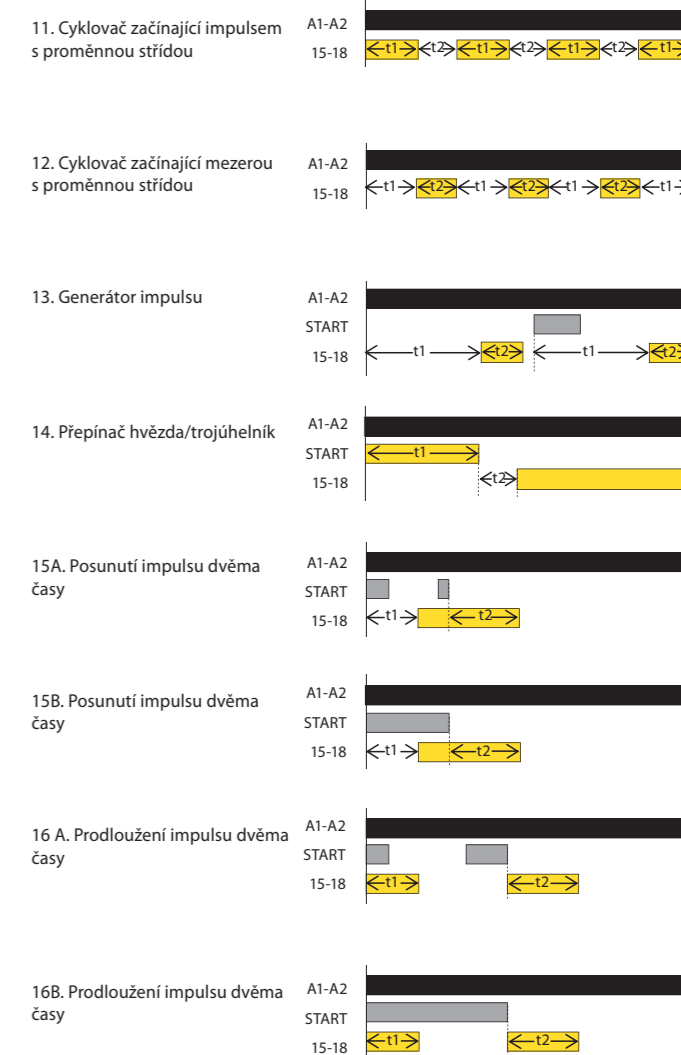 11. Cyklovač začínající impulsem
s proměnnou střídou
A1-A2
15-18
t1 t2 t1 t2 t1 t2 t1
12. Cyklovač začínající mezerou
s proměnnou střídou
A1-A2
15-18
t1 t2 t1 t2 t1 t2 t1
13. Generátor impulsu
A1-A2
START
15-18
t1 t2 t1 t2
14. Přepínač hvězda/trojúhelník
A1-A2
START
t1
15-18
t2
15A. Posunutí impulsu dvěma
časy
A1-A2
START
15-18
t1 t2
15B. Posunutí impulsu dvěma
časy
A1-A2
START
15-18
t1 t2
16 A. Prodloužení impulsu dvěma
časy
A1-A2
START
15-18
t1 t2
16B. Prodloužení impulsu dvěma
časy
A1-A2
START
15-18
t1 t2